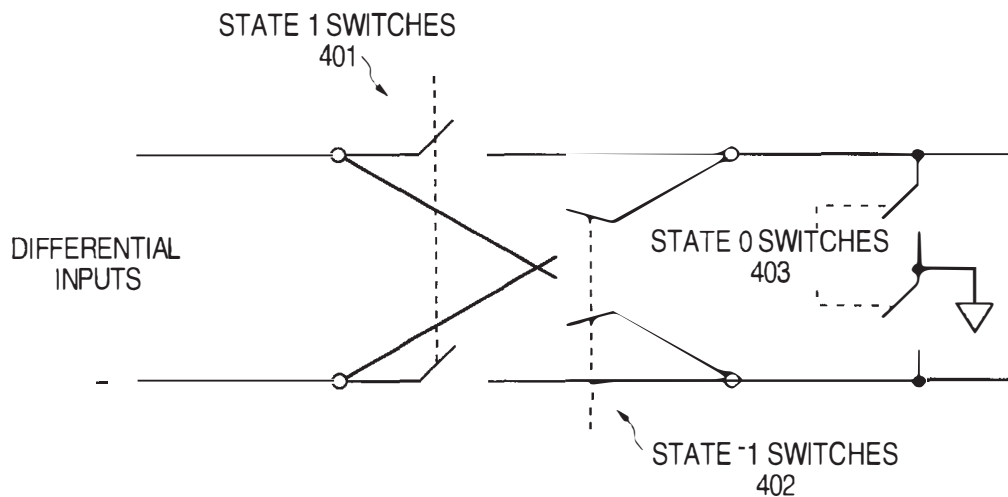 STATE 1 SWITCHES
401
DIFFERENTIAL
INPUTS
STATE 0 SWITCHES
403
-
STATE -1 SWITCHES
402